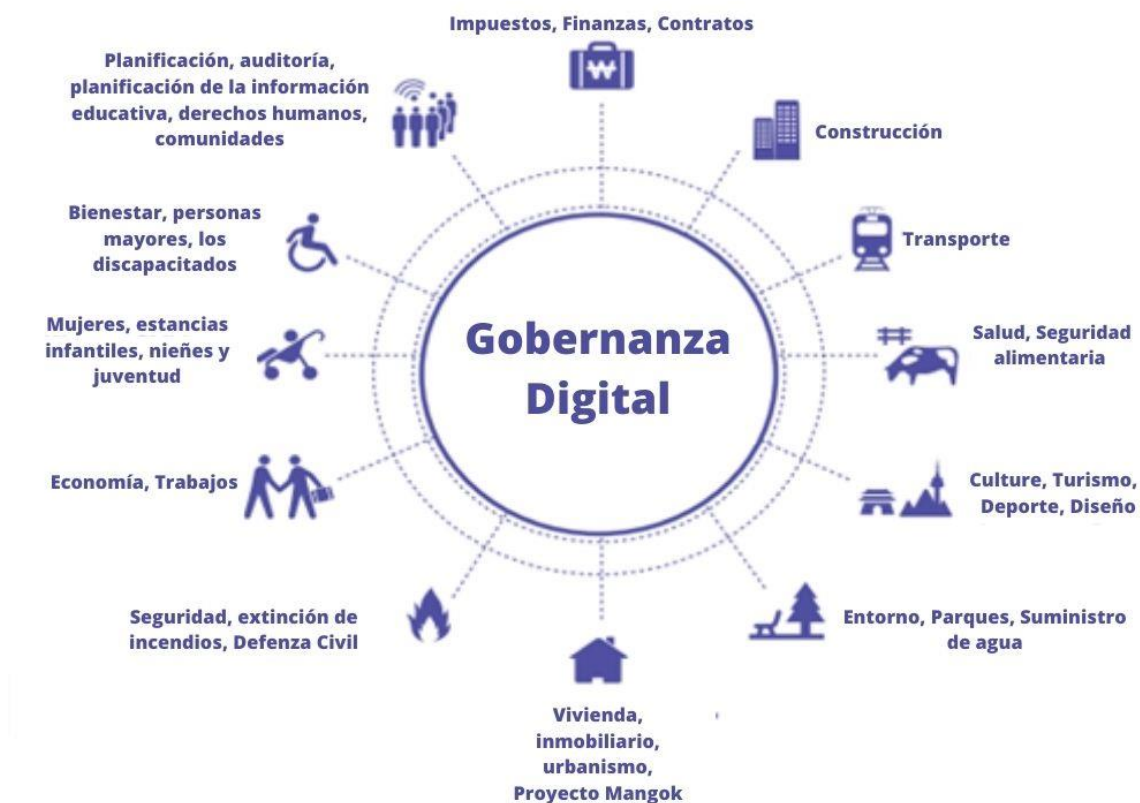 Impuestos, Finanzas, Contratos
Planificación, auditoría,
planificación de la información
educativa, derechos humanos,
comunidades
Construcción
Bienestar, personas
mayores, los
discapacitados
Transporte
Mujeres, estancias
infantiles, nieñes y
juventud
Gobernanza
Digital
Salud, Seguridad
alimentaria
Economía, Trabajos
Culture, Turismo,
Deporte, Diseño
Seguridad, extinción de
incendios, Defenza Civil
Entorno, Parques, Suministro
de agua
Vivienda,
inmobiliario,
urbanismo,
Proyecto Mangok